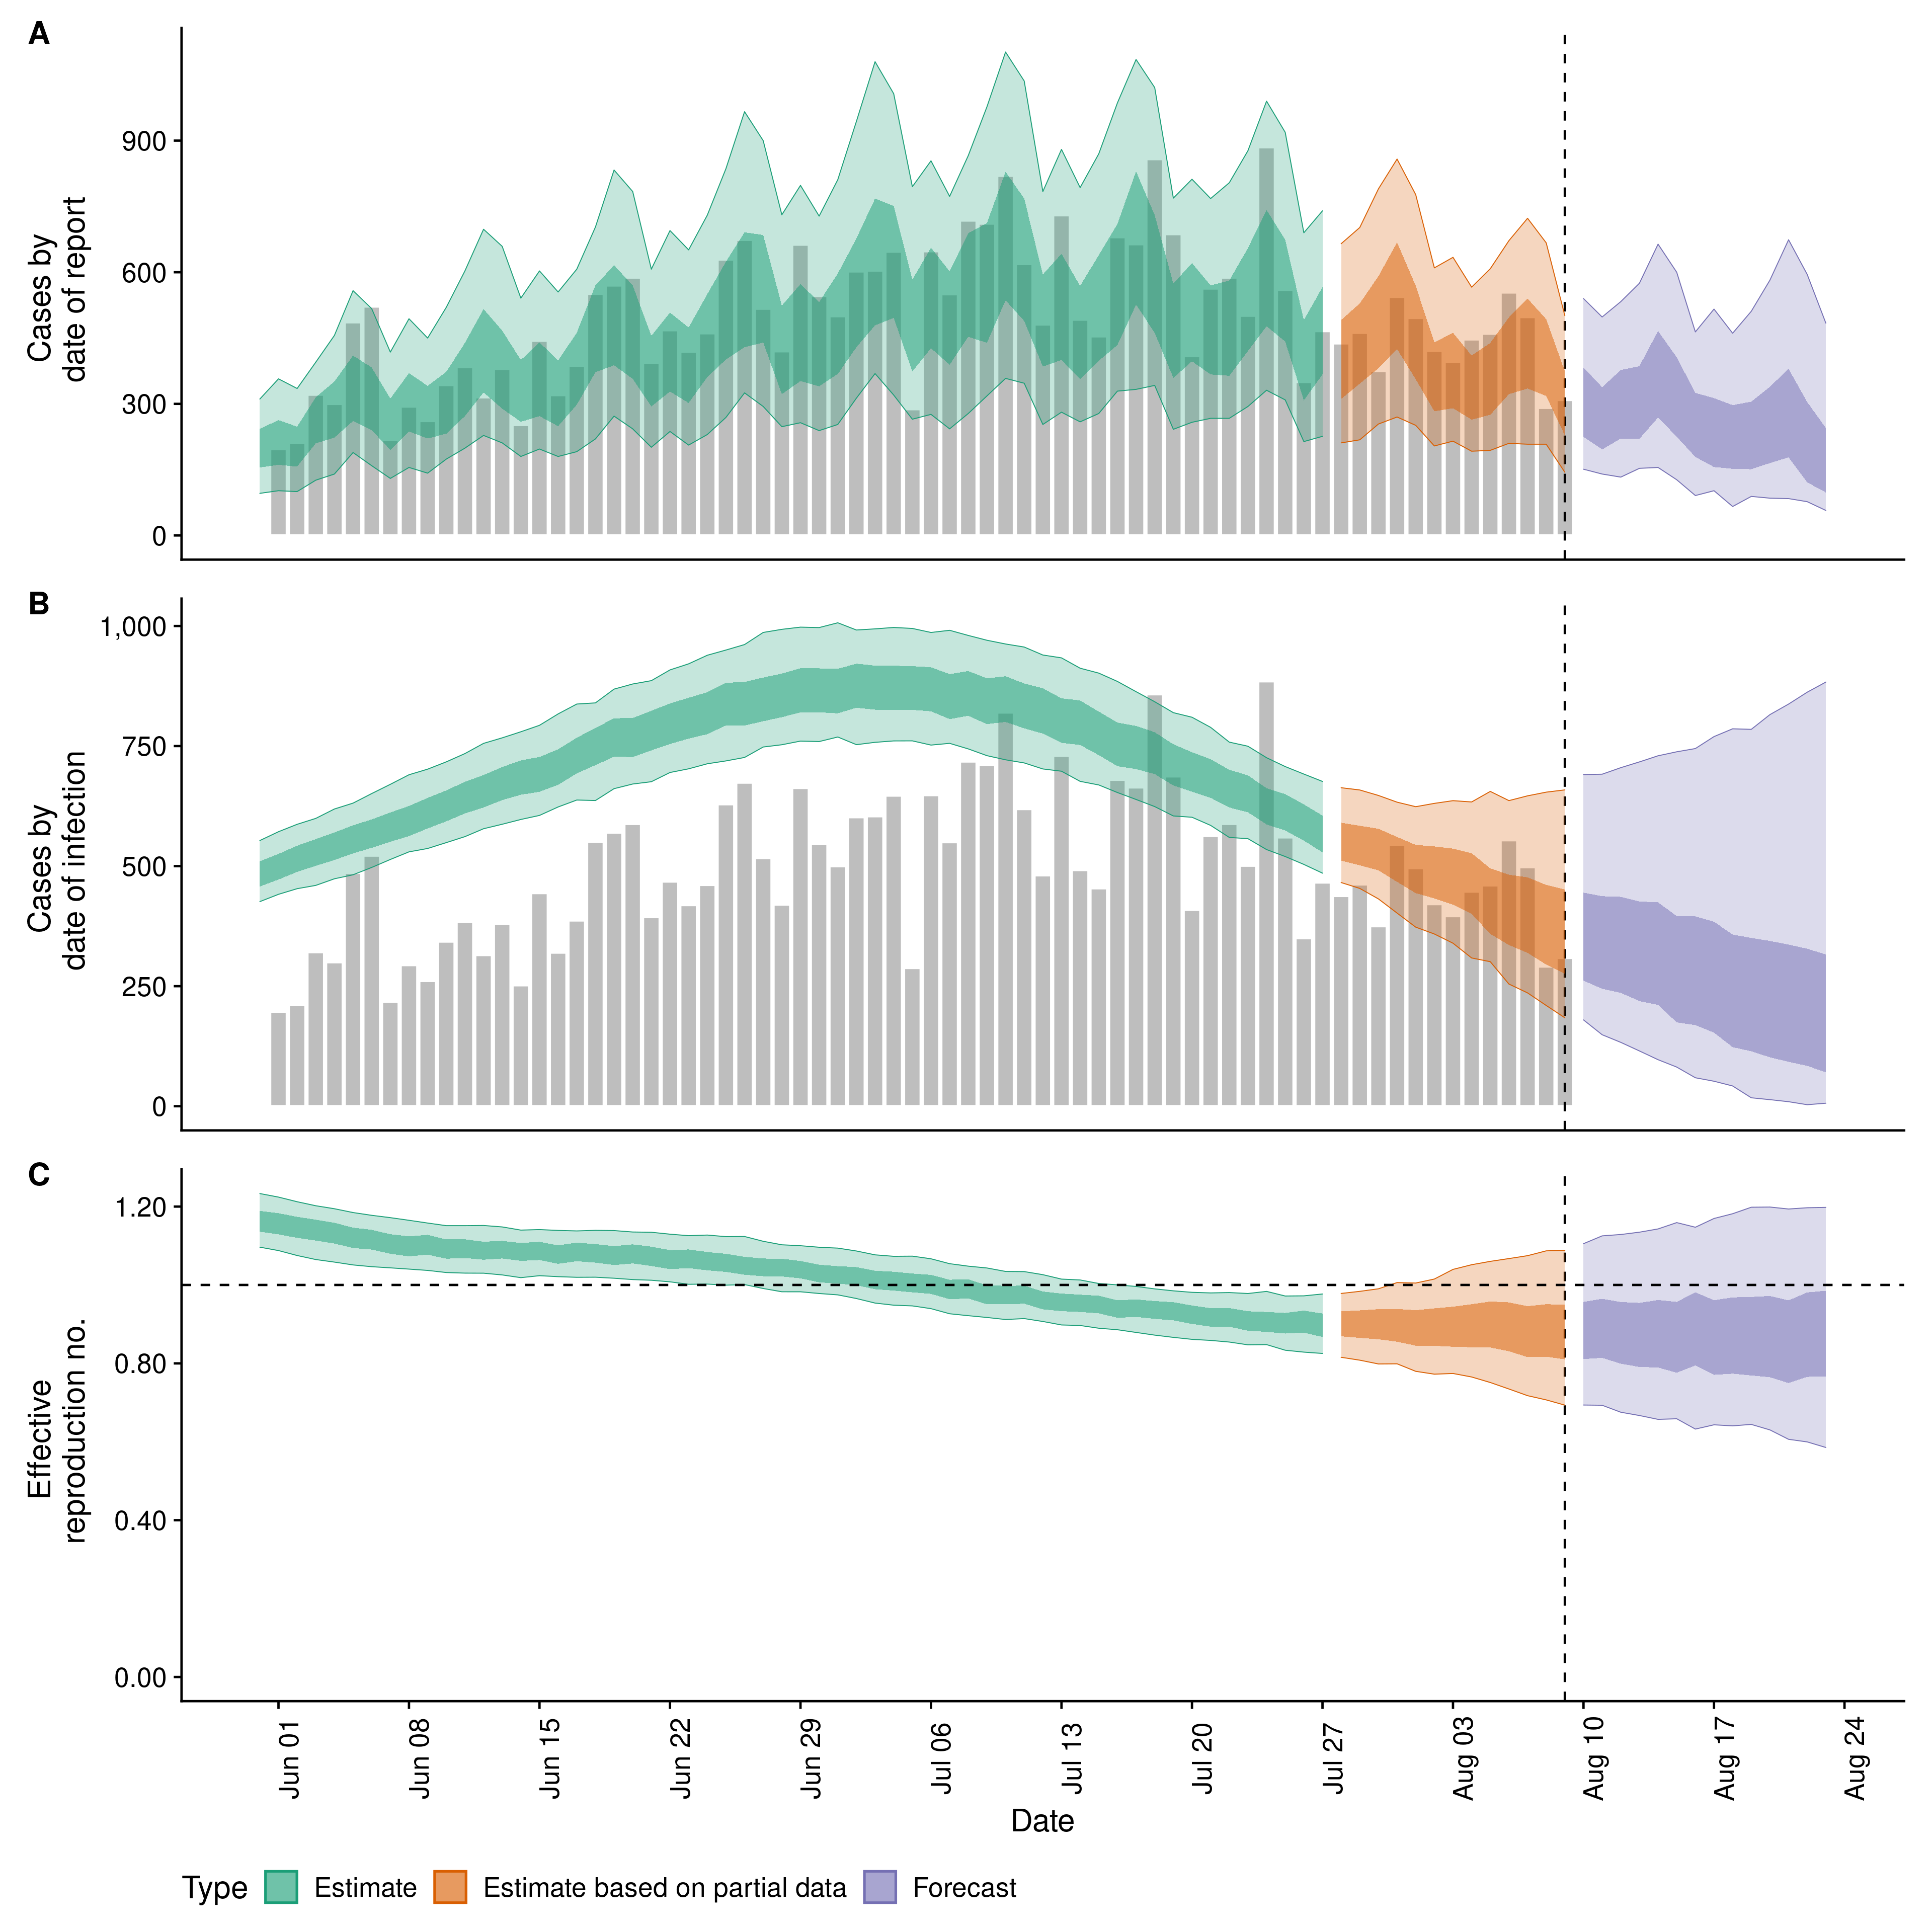 A
Cases by
date of report
900
600
300
0
B
Cases by
date of infection
1,000
750
500
250
0
C
Effective
reproduction no.
1.20
0.80
0.40
0.00
Jun 01
Jun 08
Jun 15
Jun 22
Jun 29
Jul 06
Jul 13
Jul 20
Jul 27
Aug 03
Aug 10
Aug 17
Aug 24
Date
Type Estimate Estimate based on partial data Forecast